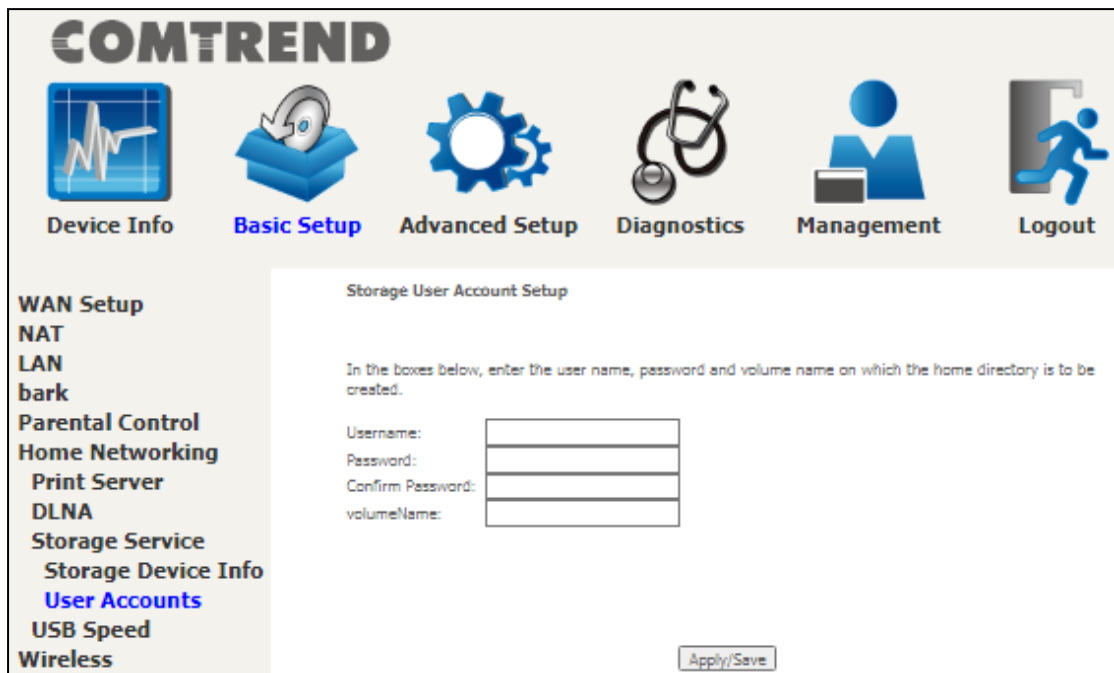 COMTREND
Device Info
Basic Setup
Advanced Setup
Diagnostics
Management
Logout
WAN Setup
NAT
LAN
bark
Parental Control
Home Networking
Print Server
DLNA
Storage Service
Storage Device Info
User Accounts
USB Speed
Wireless
Storage User Account Setup
In the boxes below, enter the user name, password and volume name on which the home directory is to be
created.
Username:
Password:
Confirm Password:
volumeName:
Apply/Save